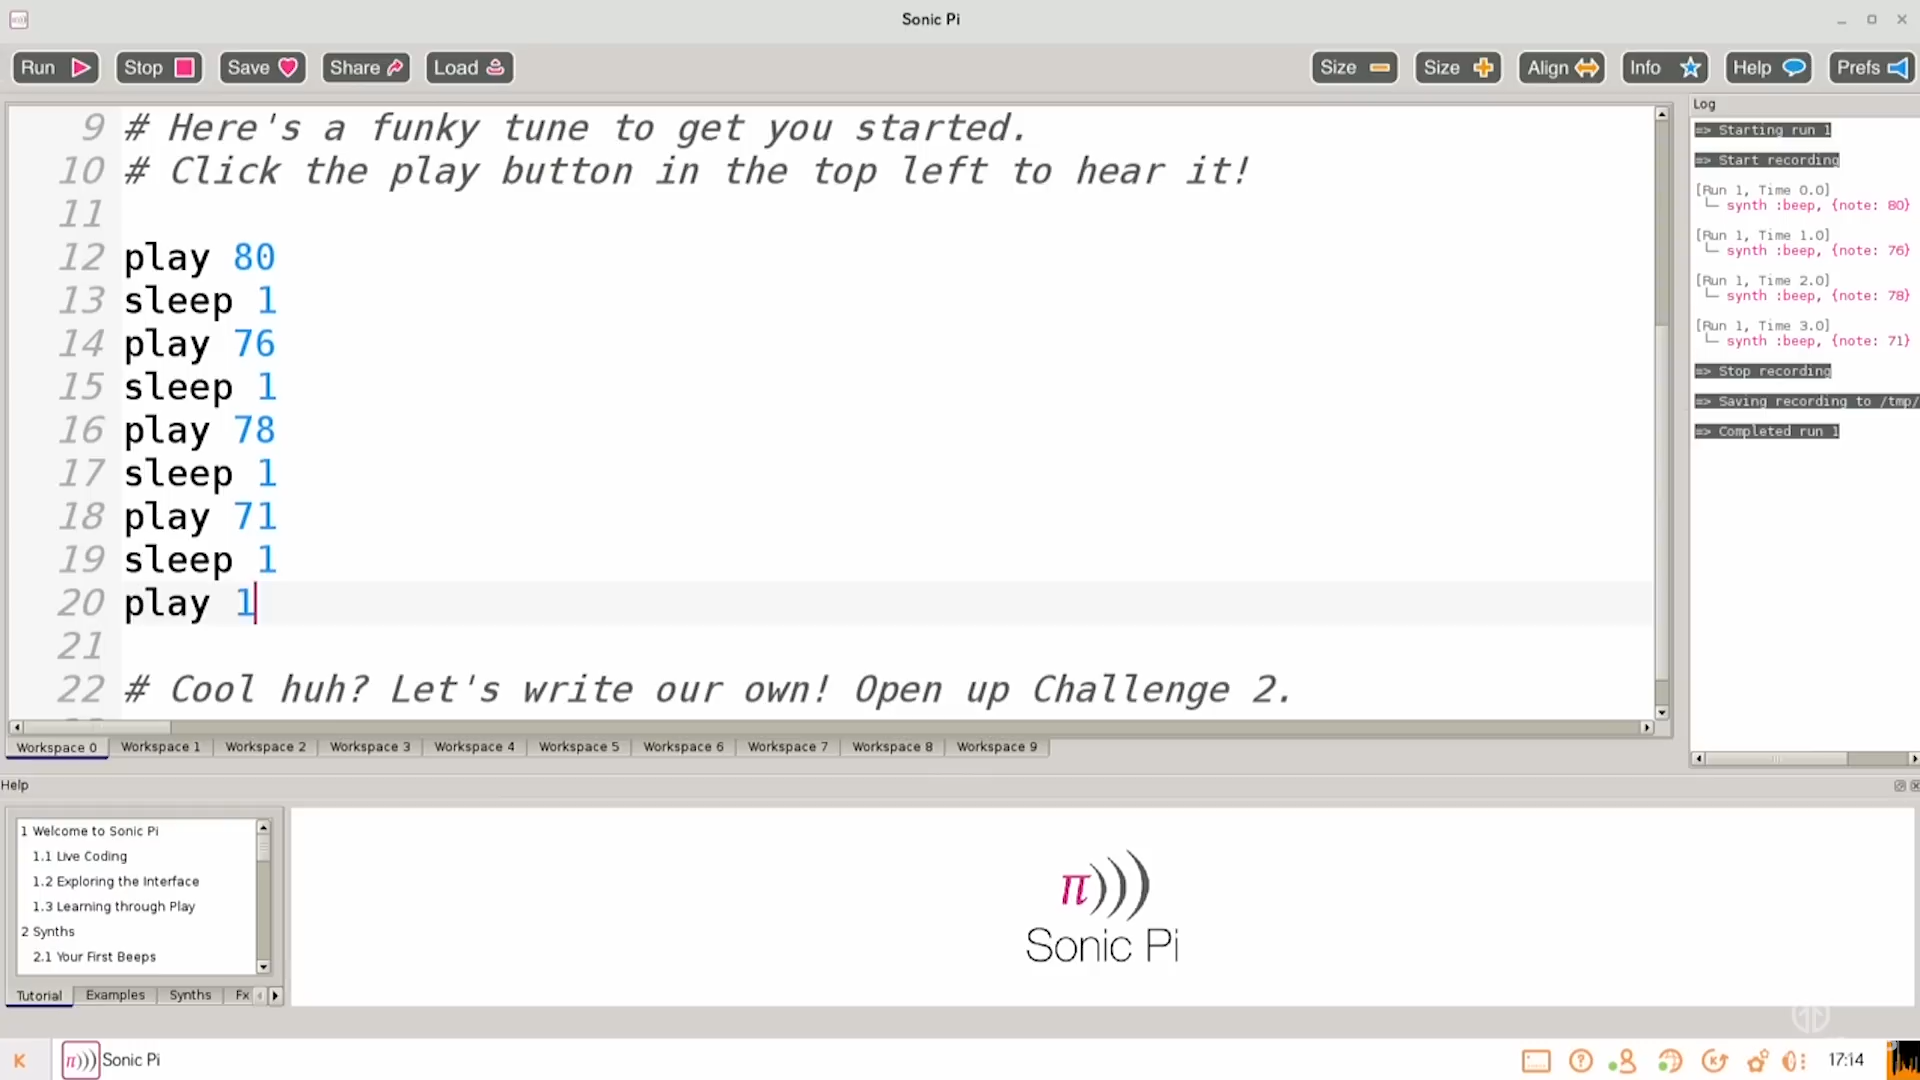 Sonic Pi
Run Stop Save Share Load Size Size Align Info Help Prefs
9 # Here's a funky tune to get you started.
10 # Click the play button in the top left to hear it!
11
12 play 80
13 sleep 1
14 play 76
15 sleep 1
16 play 78
17 sleep 1
18 play 71
19 sleep 1
20 play 1
21
22 # Cool huh? Let's write our own! Open up Challenge 2.
Workspace 0 Workspace 1 Workspace 2 Workspace 3 Workspace 4 Workspace 5 Workspace 6 Workspace 7 Workspace 8 Workspace 9
Log
=> Starting run 1
=> Start recording
[Run 1, Time 0.0]
synth :beep, {note: 80}
[Run 1, Time 1.0]
synth :beep, {note: 76}
[Run 1, Time 2.0]
synth :beep, {note: 78}
[Run 1, Time 3.0]
synth :beep, {note: 71}
=> Stop recording
=> Saving recording to /tmp/
=> Completed run 1
Help
1 Welcome to Sonic Pi
1.1 Live Coding
1.2 Exploring the Interface
1.3 Learning through Play
2 Synths
2.1 Your First Beeps
Tutorial Examples Synths Fx
π)))
Sonic Pi
K π))) Sonic Pi 17:14